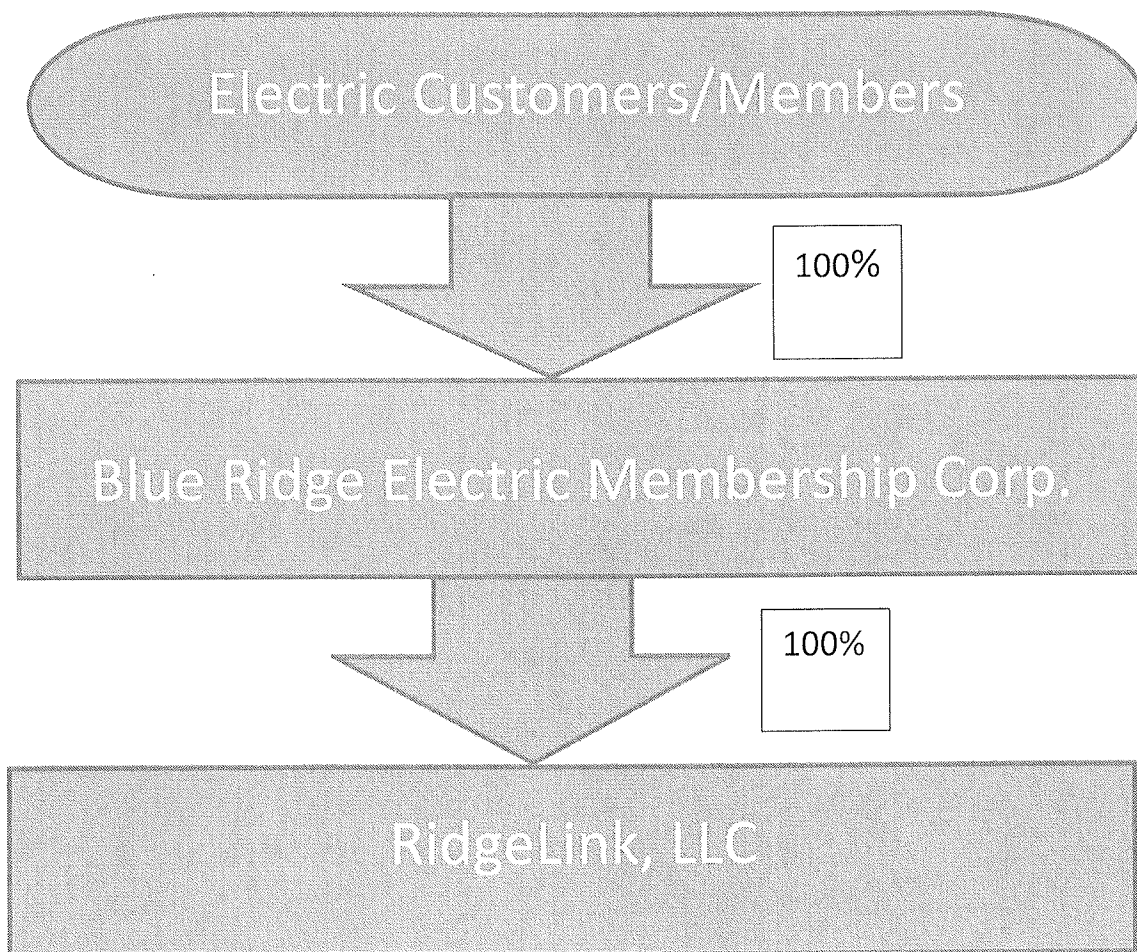 Electric Customers/Members
100%
Blue Ridge Electric Membership Corp.
100%
RidgeLink, LLC